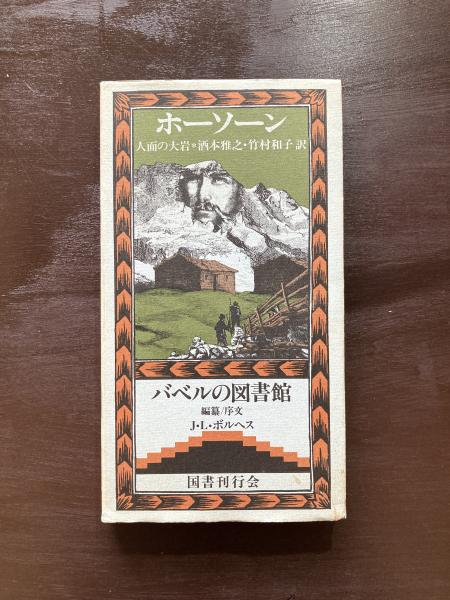 ホーソーン
人面の大岩*酒本雅之・竹村和子 訳
バベルの図書館
編纂/序文
J・L・ボルヘス
国書刊行会